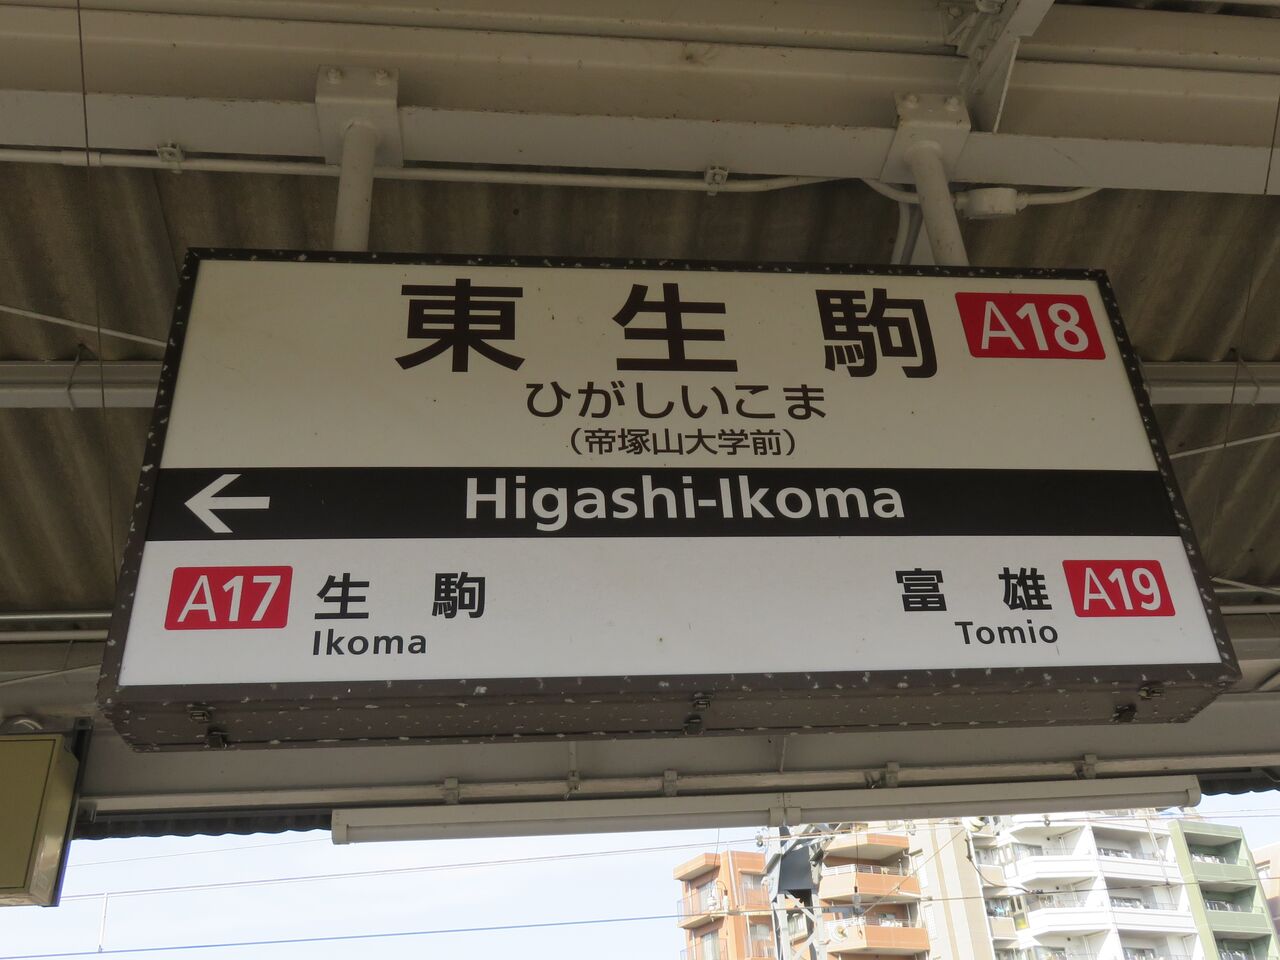 東生駒 A18
ひがしいこま
（帝塚山大学前）
← Higashi-Ikoma
A17 生駒
Ikoma
富雄 A19
Tomio